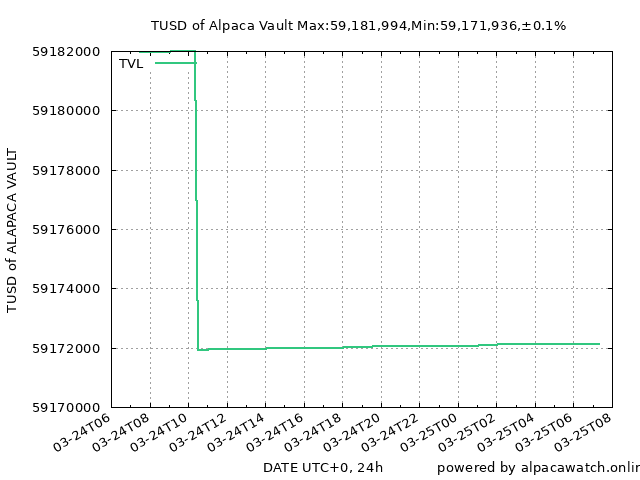 TUSD of Alpaca Vault Max:59,181,994,Min:59,171,936,±0.1%
59182000
TVL
59180000
59178000
59176000
59174000
59172000
59170000
TUSD of ALAPACA VAULT
03-24T06
03-24T08
03-24T10
03-24T12
03-24T14
03-24T16
03-24T18
03-24T20
03-24T22
03-25T00
03-25T02
03-25T04
03-25T06
03-25T08
DATE UTC+0, 24h
powered by alpacawatch.onlin